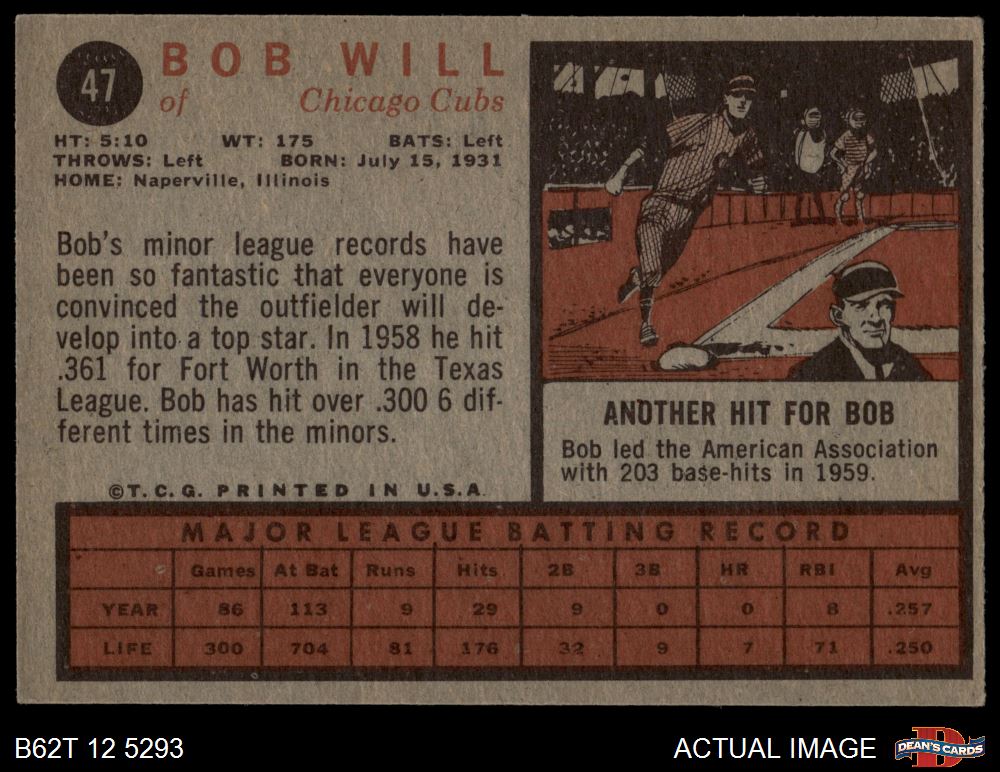 47
BOB WILL
of Chicago Cubs
HT: 5:10 WT: 175 BATS: Left
THROWS: Left BORN: July 15, 1931
HOME: Naperville, Illinois
Bob's minor league records have
been so fantastic that everyone is
convinced the outfielder will de-
velop into a top star. In 1958 he hit
.361 for Fort Worth in the Texas
League. Bob has hit over .300 6 dif-
ferent times in the minors.
©T.C.G. PRINTED IN U.S.A.
ANOTHER HIT FOR BOB
Bob led the American Association
with 203 base-hits in 1959.
MAJOR LEAGUE BATTING RECORD
Games At Bat Runs Hits 2B 3B HR RBI Avg
YEAR 86 113 9 29 9 0 0 8 .257
LIFE 300 704 81 176 32 9 7 71 .250
B62T 12 5293
ACTUAL IMAGE
DEAN'S CARDS